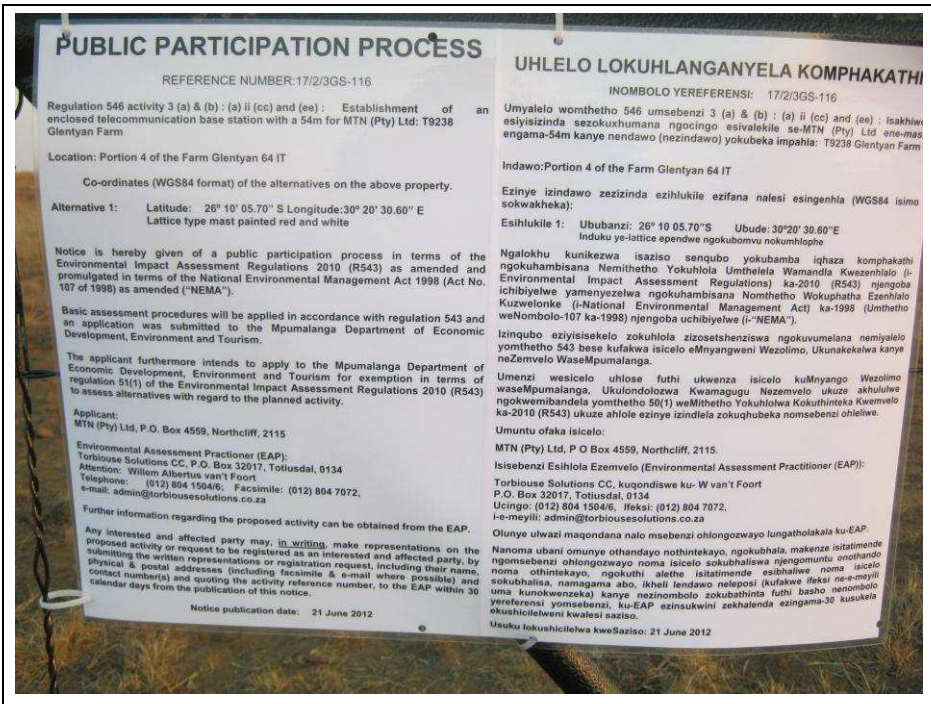 PUBLIC PARTICIPATION PROCESS
REFERENCE NUMBER:17/2/3GS-116
Regulation 546 activity 3 (a) & (b) : (a) ii (cc) and (ee) : Establishment of an
enclosed telecommunication base station with a 54m for MTN (Pty) Ltd: T9238
Glentyan Farm
Location: Portion 4 of the Farm Glentyan 64 IT
Co-ordinates (WGS84 format) of the alternatives on the above property.
Alternative 1: Latitude: 26° 10' 05.70" S Longitude:30° 20' 30.60" E
Lattice type mast painted red and white
Notice is hereby given of a public participation process in terms of the
Environmental Impact Assessment Regulations 2010 (R543) as amended and
promulgated in terms of the National Environmental Management Act 1998 (Act No.
107 of 1998) as amended ("NEMA").
Basic assessment procedures will be applied in accordance with regulation 543 and
an application was submitted to the Mpumalanga Department of Economic
Development, Environment and Tourism.
The applicant furthermore intends to apply to the Mpumalanga Department of
Economic Development, Environment and Tourism for exemption in terms of
regulation 51(1) of the Environmental Impact Assessment Regulations 2010 (R543)
to assess alternatives with regard to the planned activity.
Applicant:
MTN (Pty) Ltd, P.O. Box 4559, Northcliff, 2115
Environmental Assessment Practioner (EAP):
Torbiouse Solutions CC, P.O. Box 32017, Totiusdal, 0134
Attention: Willem Albertus van't Foort
Telephone: (012) 804 1504/6; Facsimile: (012) 804 7072,
e-mail: admin@torbiousesolutions.co.za
Further information regarding the proposed activity can be obtained from the EAP.
Any interested and affected party may, in writing, make representations on the
proposed activity or request to be registered as an interested and affected party, by
submitting the written representations or registration request, including their name,
physical & postal addresses (including facsimile & e-mail where possible) and
contact number(s) and quoting the activity reference number, to the EAP within 30
calendar days from the publication of this notice.
Notice publication date: 21 June 2012
UHLELO LOKUHLANGANYELA KOMPHAKATHI
INOMBOLO YEREFERENSI: 17/2/3GS-116
Umyalelo womthetho 546 umsebenzi 3 (a) & (b) : (a) ii (cc) and (ee) : Isakhiwo
esiyisizinda sezokuxhumana ngocingo esivalekile se-MTN (Pty) Ltd ene-mas
engama-54m kanye nendawo (nezindawo) yokubeka impahla: T9238 Glentyan Farm
Indawo:Portion 4 of the Farm Glentyan 64 IT
Ezinye izindawo zezizinda ezihlukile ezifana nalesi esingenhla (WGS84 isimo
sokwakheka):
Esihlukile 1: Ububanzi: 26° 10 05.70"S Ubude: 30°20' 30.60"E
Induku ye-lattice ependwe ngokubomvu nokumhlophe
Ngalokhu kunikezwa isaziso senqubo yokubamba iqhaza komphakathi
ngokuhambisana Nemithetho Yokuhlola Umthelela Wamandla Kwezenhlalo (i-
Environmental Impact Assessment Regulations) ka-2010 (R543) njengoba
ichibiyelwe yamenyezelwa ngokuhambisana Nomthetho Wokuphatha Ezenhlalo
Kuzwelonke (i-National Environmental Management Act) ka-1998 (Umthetho
weNombolo-107 ka-1998) njengoba uchibiyelwe (i-"NEMA").
Izinqubo eziyisisekelo zokuhlola zizosetshenziswa ngokuvumelana nemiyalelo
yomthetho 543 bese kufakwa isicelo eMnyangweni Wezolimo, Ukunakekelwa kanye
neZemvelo WaseMpumalanga.
Umenzi wesicelo uhlose futhi ukwenza isicelo kuMnyango Wezolimo
waseMpumalanga, Ukulondolozwa Kwamagugu Nezemvelo ukuze akhululwe
ngokwemibandela yomthetho 50(1) weMithetho Yokuhlolwa Kokuthinteka Kwemvelo
ka-2010 (R543) ukuze ahlole ezinye izindlela zokuqhubeka nomsebenzi ohleliwe.
Umuntu ofaka isicelo:
MTN (Pty) Ltd, P O Box 4559, Northcliff, 2115.
Isisebenzi Esihlola Ezemvelo (Environmental Assessment Practitioner (EAP)):
Torbiouse Solutions CC, kuqondiswe ku- W van't Foort
P.O. Box 32017, Totiusdal, 0134
Ucingo: (012) 804 1504/6, Ifeksi: (012) 804 7072,
i-e-meyili: admin@torbiousesolutions.co.za
Olunye ulwazi maqondana nalo msebenzi ohlongozwayo lungatholakala ku-EAP.
Nanoma ubani omunye othandayo nothintekayo, ngokubhala, makenze isitatimende
ngomsebenzi ohlongozwayo noma isicelo sokubhaliswa njengomuntu onothando
noma othintekayo, ngokuthi alethe isitatimende esibhaliwe noma isicelo
sokubhalisa, namagama abo, ikheli lendawo neleposi (kufakwe ifeksi ne-e-meyili
uma kunokwenzeka) kanye nezinombolo zokubathinta futhi basho nenombolo
yereferensi yomsebenzi, ku-EAP ezinsukwini zekhalenda ezingama-30 kusukela
ekushicilelweni kwalesi saziso.
Usuku lokushicilelwa kweSaziso: 21 June 2012